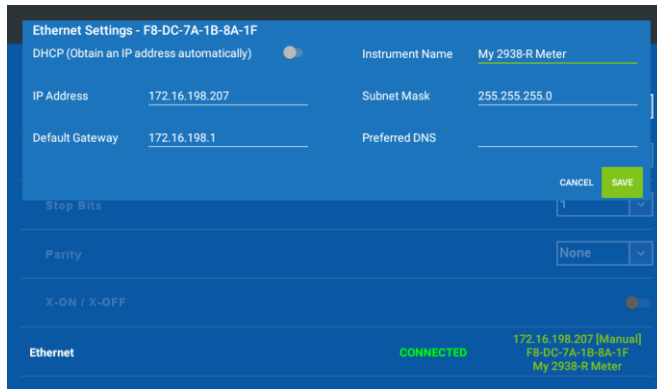 Ethernet Settings - F8-DC-7A-1B-8A-1F
DHCP (Obtain an IP address automatically)
Instrument Name My 2938-R Meter
IP Address 172.16.198.207
Subnet Mask 255.255.255.0
Default Gateway 172.16.198.1
Preferred DNS
CANCEL SAVE
Stop Bits 1
Parity None
X-ON / X-OFF
Ethernet CONNECTED
172.16.198.207 [Manual]
F8-DC-7A-1B-8A-1F
My 2938-R Meter